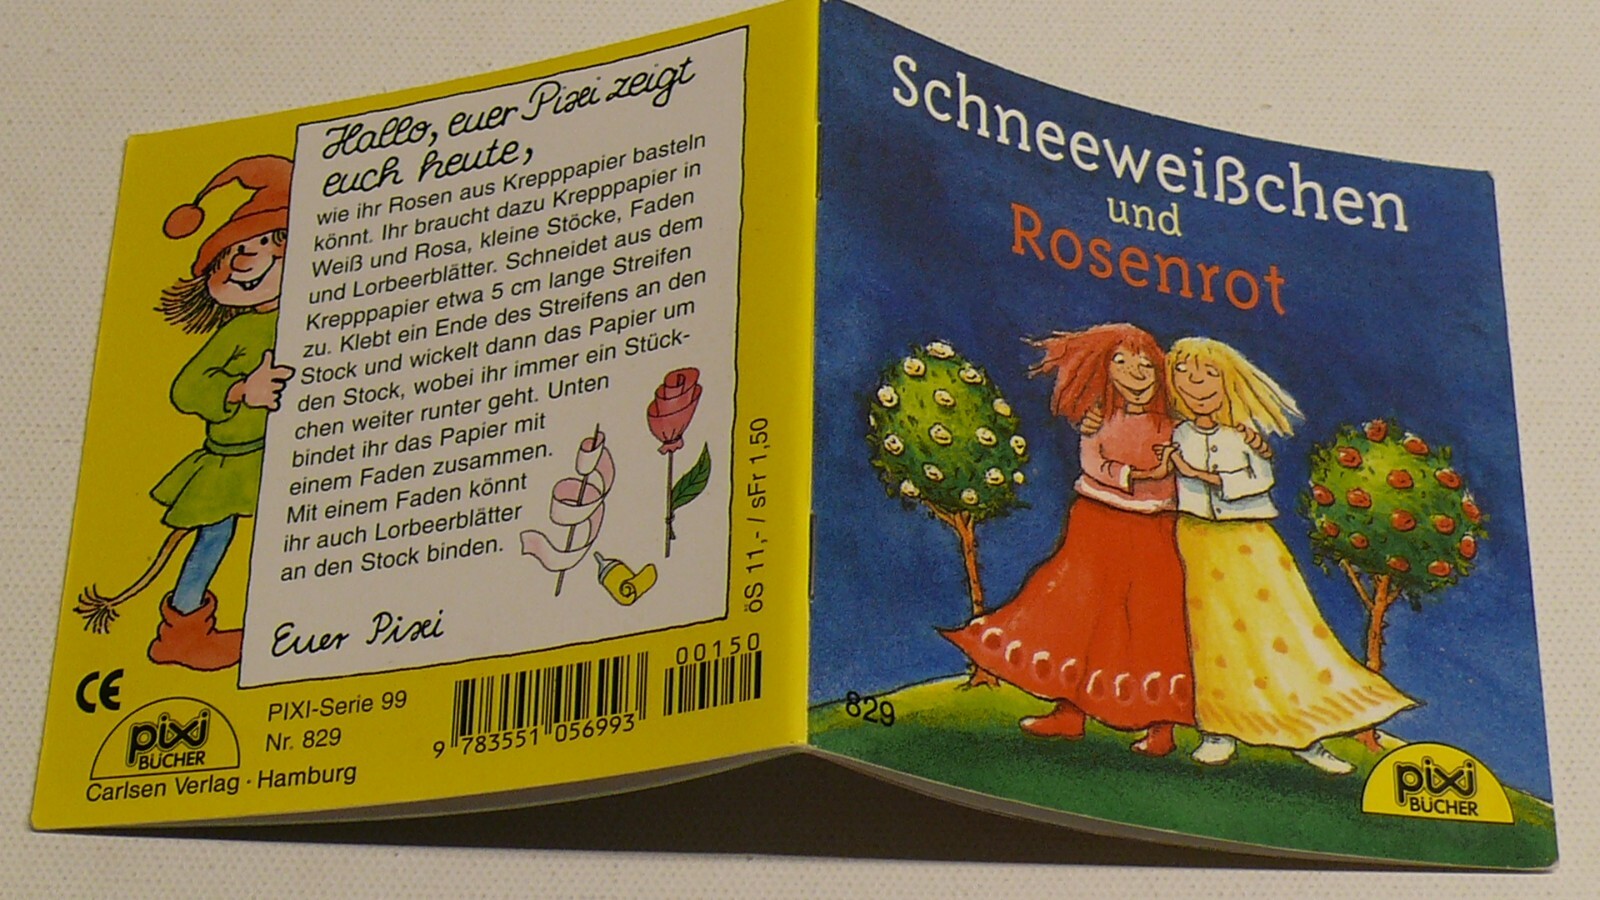 Hallo, euer Pixi zeigt
euch heute,
wie ihr Rosen aus Krepppapier basteln
könnt. Ihr braucht dazu Krepppapier in
Weiß und Rosa, kleine Stöcke, Faden
und Lorbeerblätter. Schneidet aus dem
Krepppapier etwa 5 cm lange Streifen
zu. Klebt ein Ende des Streifens an den
Stock und wickelt dann das Papier um
den Stock, wobei ihr immer ein Stück-
chen weiter runter geht. Unten
bindet ihr das Papier mit
einem Faden zusammen.
Mit einem Faden könnt
ihr auch Lorbeerblätter
an den Stock binden.
Euer Pixi
öS 11,- / sFr 1,50
CE
pixi
BÜCHER
Carlsen Verlag · Hamburg
PIXI-Serie 99
Nr. 829
9 783551 056993
00150
Schneeweißchen
und
Rosenrot
829
pixi
BÜCHER